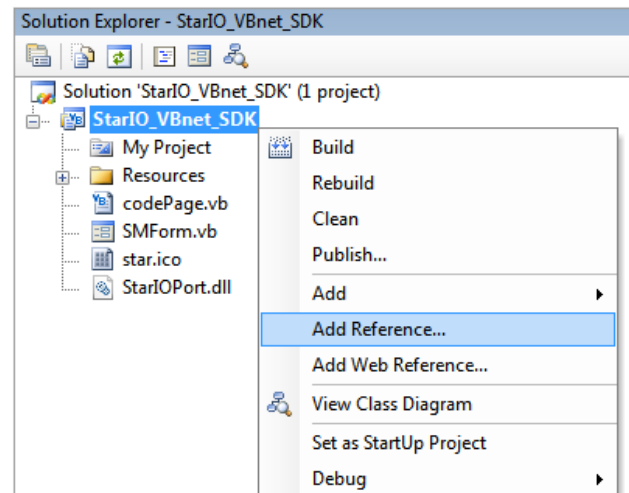 Solution Explorer - StarIO_VBnet_SDK
Solution 'StarIO_VBnet_SDK' (1 project)
StarIO_VBnet_SDK
My Project
Resources
codePage.vb
SMForm.vb
star.ico
StarIOPort.dll
Build
Rebuild
Clean
Publish...
Add
Add Reference...
Add Web Reference...
View Class Diagram
Set as StartUp Project
Debug